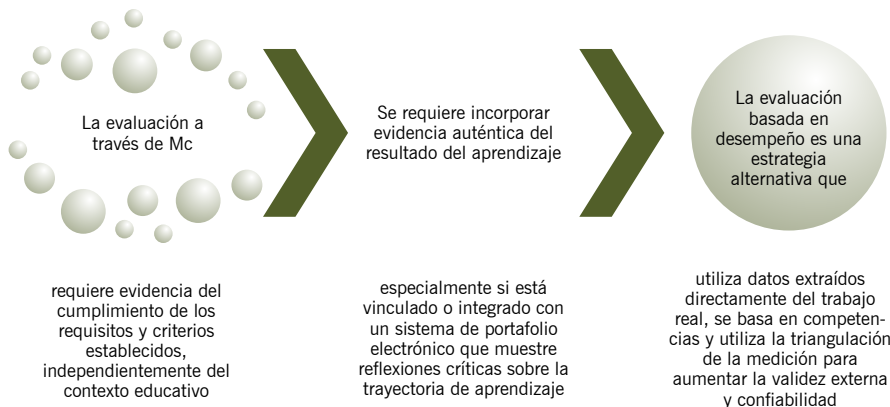 La evaluación a
través de Mc
requiere evidencia del
cumplimiento de los
requisitos y criterios
establecidos,
independientemente del
contexto educativo
Se requiere incorporar
evidencia auténtica del
resultado del aprendizaje
especialmente si está
vinculado o integrado con
un sistema de portafolio
electrónico que muestre
reflexiones críticas sobre la
trayectoria de aprendizaje
La evaluación
basada en
desempeño es una
estrategia
alternativa que
utiliza datos extraídos
directamente del trabajo
real, se basa en competen-
cias y utiliza la triangulación
de la medición para
aumentar la validez externa
y confiabilidad